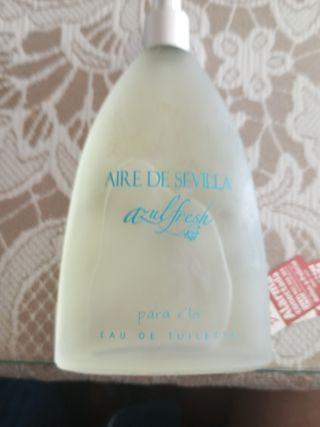 AIRE DE SEVILLA
azul fresh
para ella
EAU DE TOILETTE